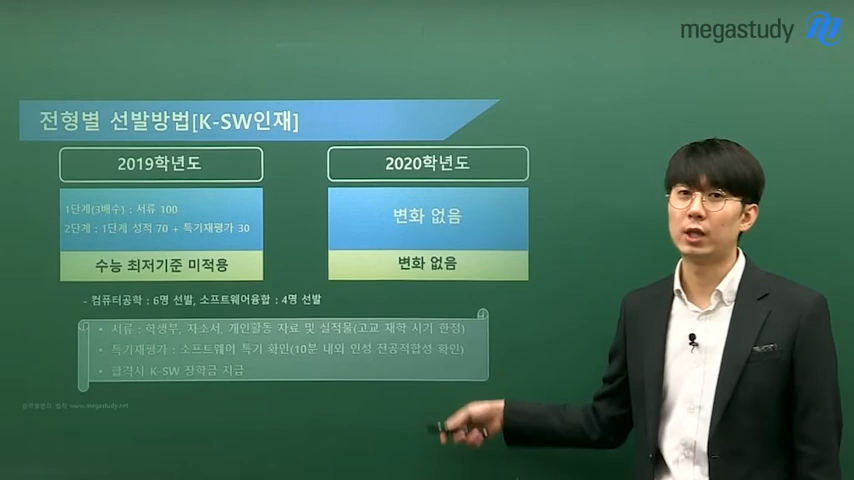 megastudy
전형별 선발방법[K-SW인재]
2019학년도
2020학년도
1단계(3배수) : 서류 100
2단계 : 1단계 성적 70 + 특기재평가 30
변화 없음
수능 최저기준 미적용
변화 없음
- 컴퓨터공학 : 6명 선발, 소프트웨어융합 : 4명 선발
• 서류 : 학생부, 자소서, 개인활동 자료 및 실적물(고교 재학 시기 한정)
• 특기재평가 : 소프트웨어 특기 확인(10분 내외 인성 전공적합성 확인)
• 합격시 K-SW 장학금 지급
www.megastudy.net